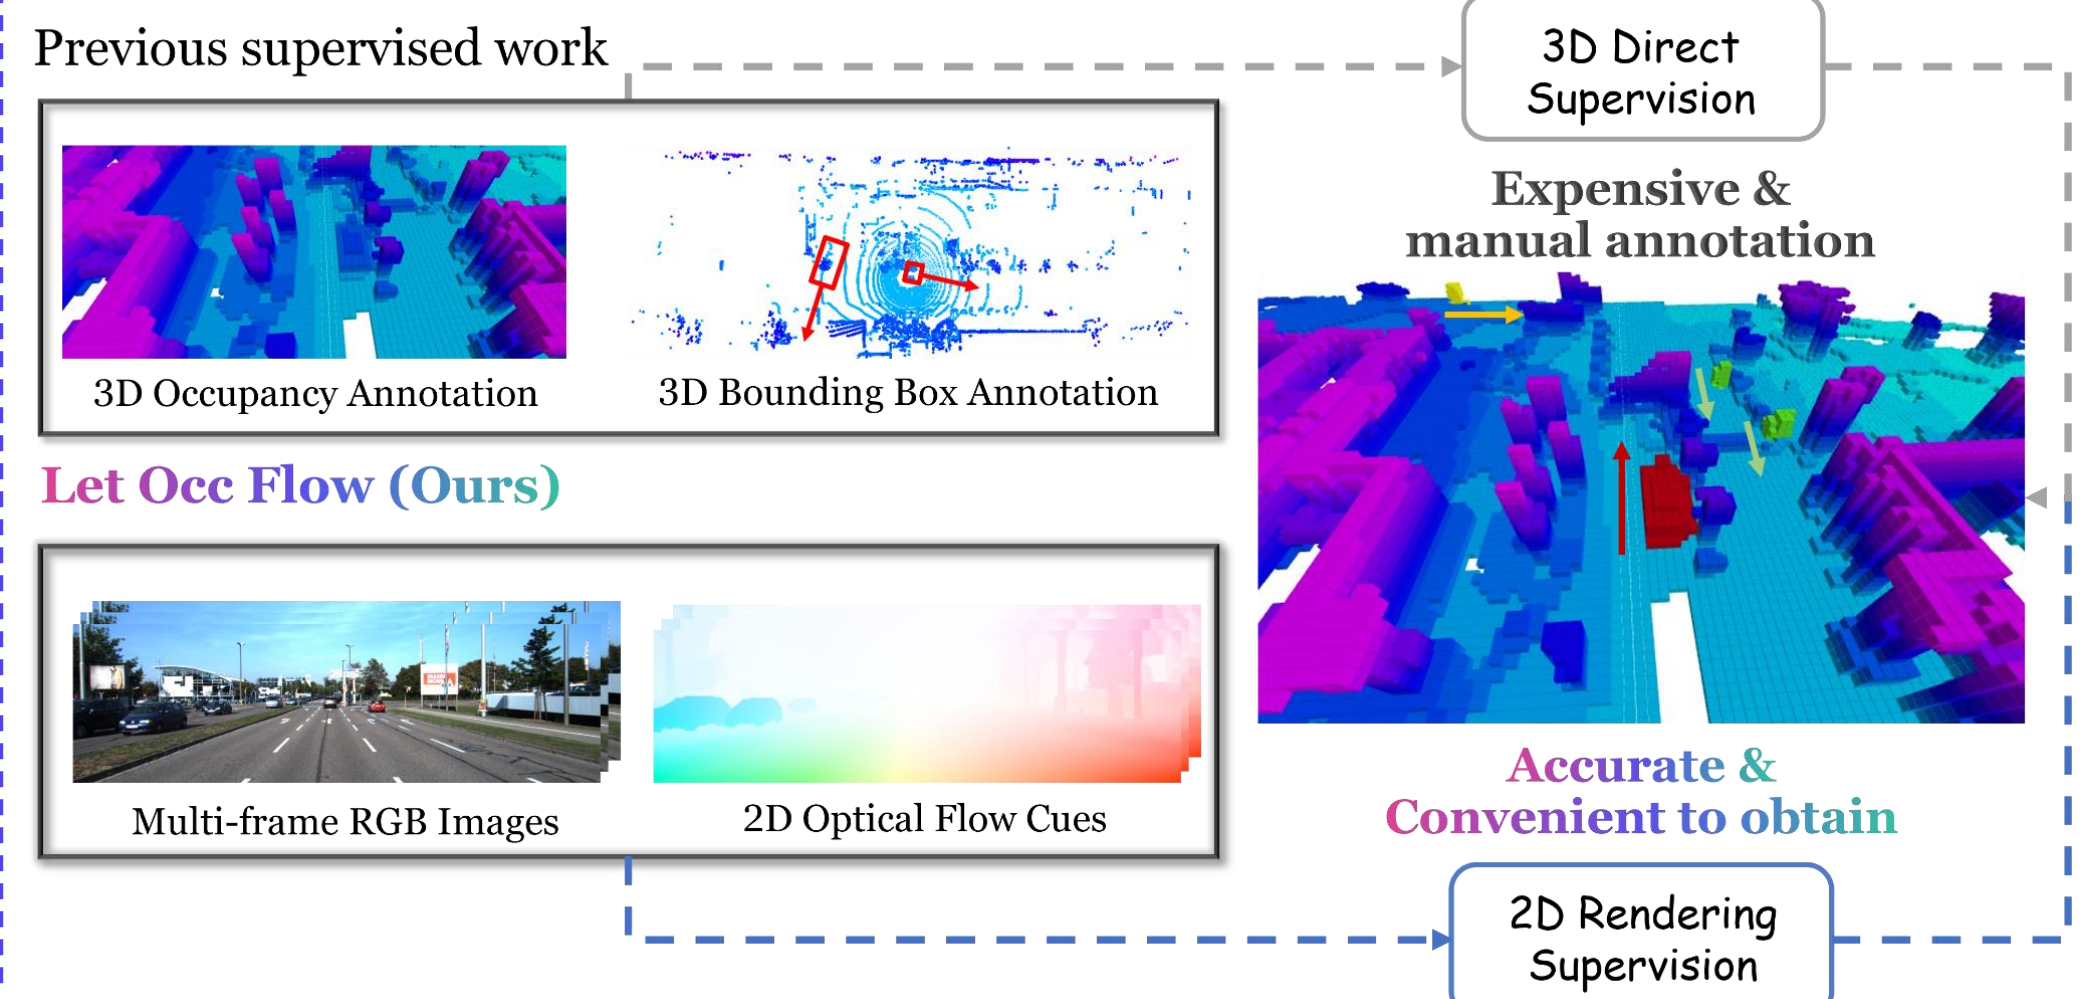 Previous supervised work
3D Direct
Supervision
Expensive &
manual annotation
3D Occupancy Annotation
3D Bounding Box Annotation
Let Occ Flow (Ours)
Multi-frame RGB Images
2D Optical Flow Cues
Accurate &
Convenient to obtain
2D Rendering
Supervision